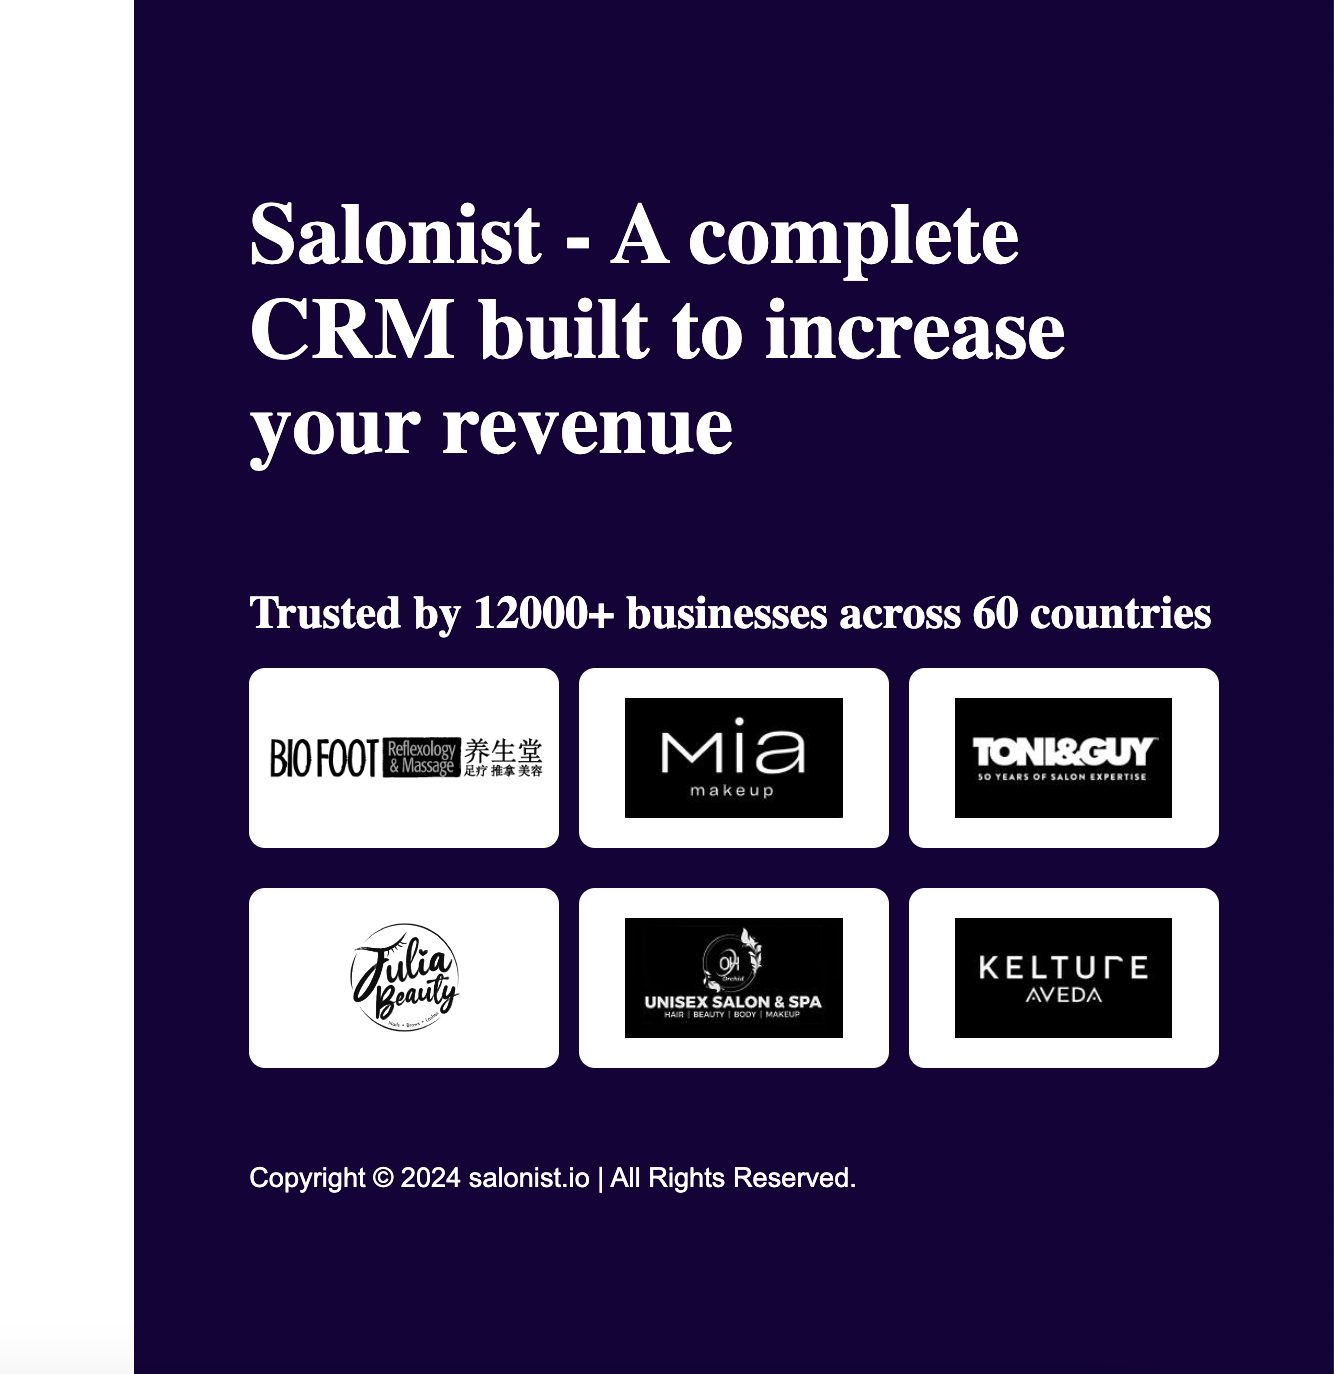 Salonist - A complete
CRM built to increase
your revenue
Trusted by 12000+ businesses across 60 countries
BIO FOOT Reflexology & Massage 养生堂
足疗 推拿 美容
Mia
makeup
TONI&GUY
50 YEARS OF SALON EXPERTISE
Julia
Beauty
Nails • Brows • Lashes
OH
Orchid
UNISEX SALON & SPA
HAIR | BEAUTY | BODY | MAKEUP
KELTURE
AVEDA
Copyright © 2024 salonist.io | All Rights Reserved.